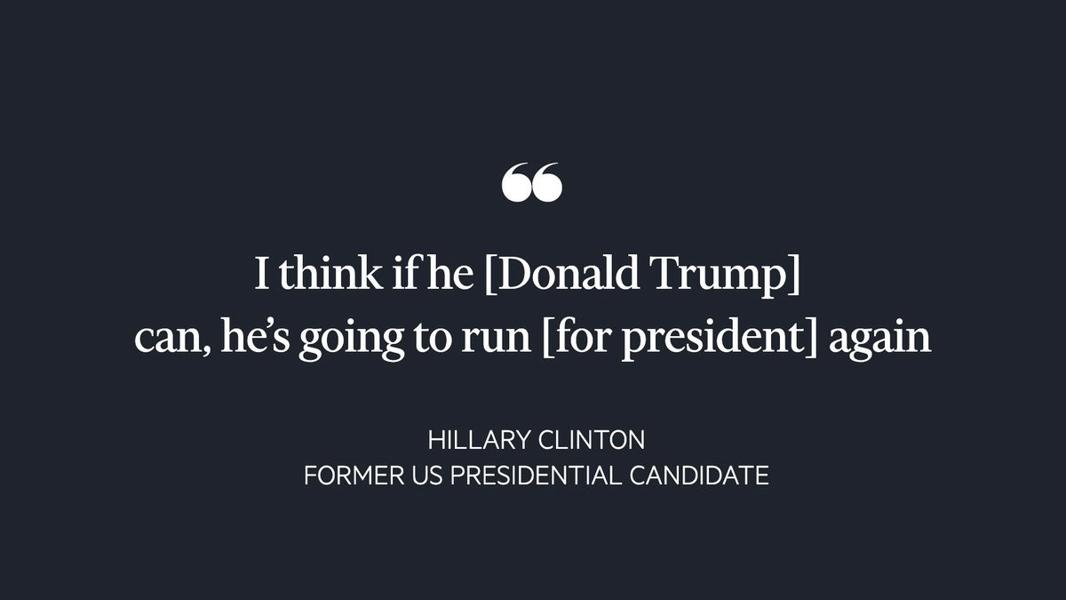 “
I think if he [Donald Trump]
can, he’s going to run [for president] again
HILLARY CLINTON
FORMER US PRESIDENTIAL CANDIDATE